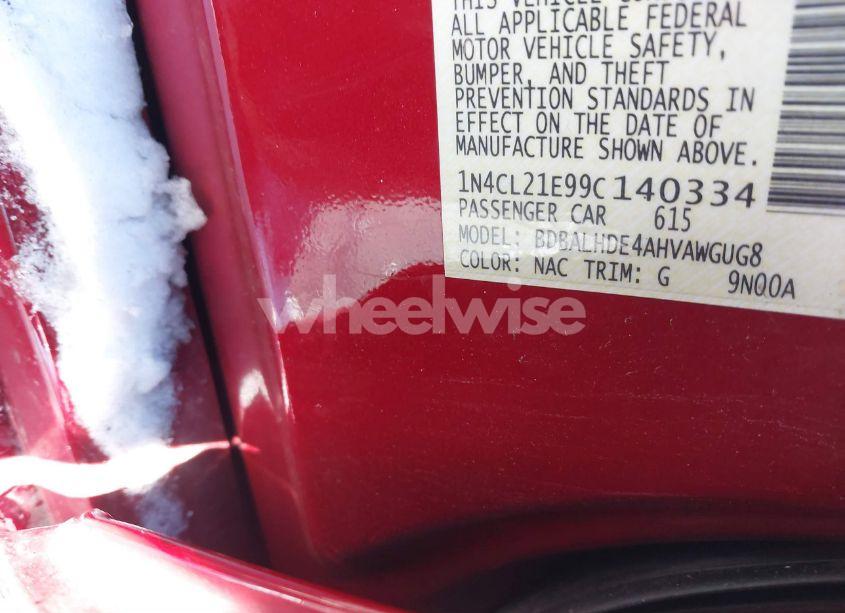 ALL APPLICABLE FEDERAL
MOTOR VEHICLE SAFETY,
BUMPER, AND THEFT
PREVENTION STANDARDS IN
EFFECT ON THE DATE OF
MANUFACTURE SHOWN ABOVE.
1N4CL21E99C140334
PASSENGER CAR 615
MODEL: BDBALHDE4AHVAWGUG8
COLOR: NAC TRIM: G 9N00A
wheelwise